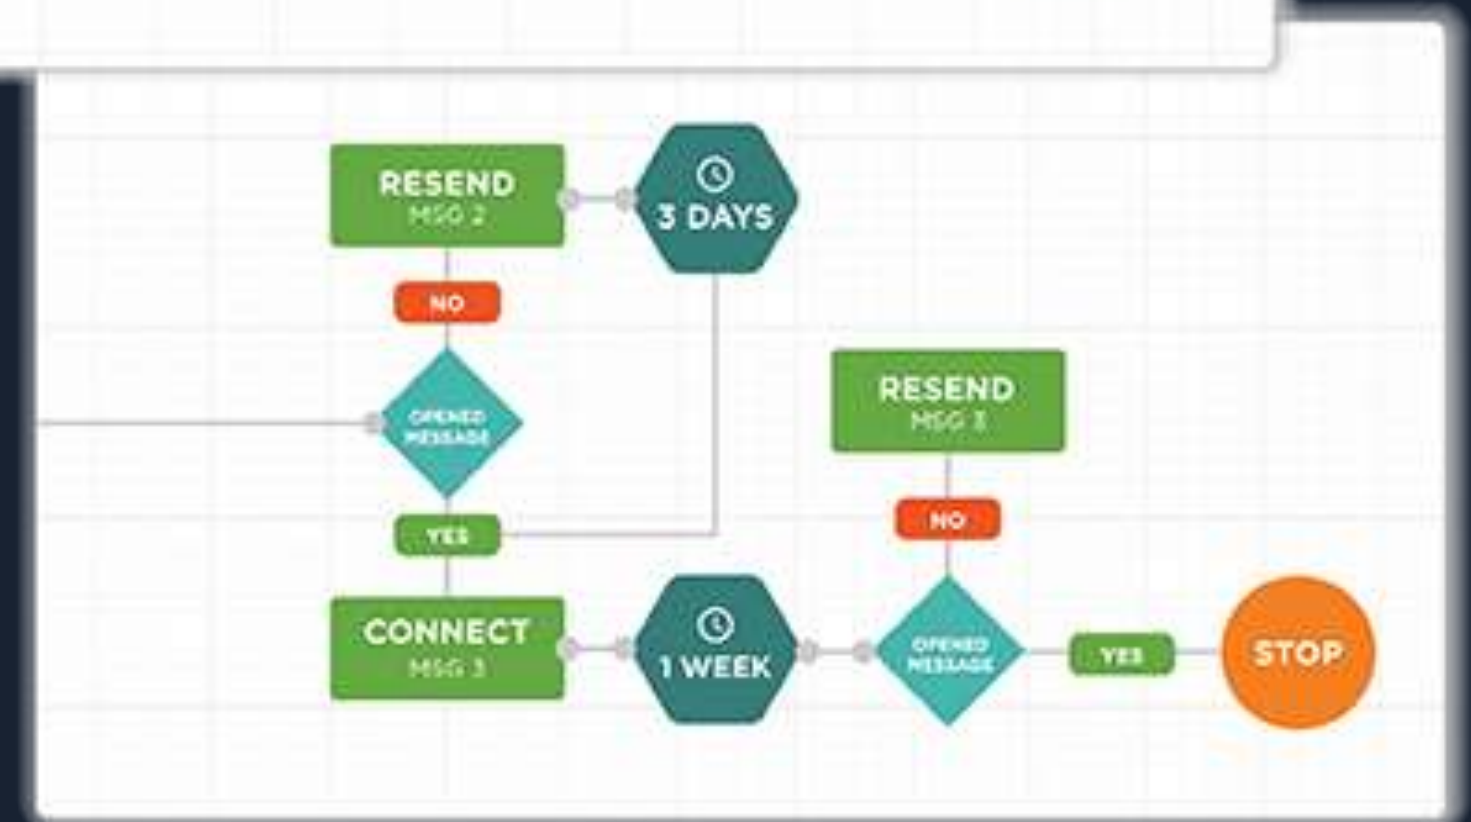 RESEND
MSG 2
3 DAYS
NO
OPENED
MESSAGE
YES
RESEND
MSG 3
NO
CONNECT
MSG 3
1 WEEK
OPENED
MESSAGE
YES
STOP